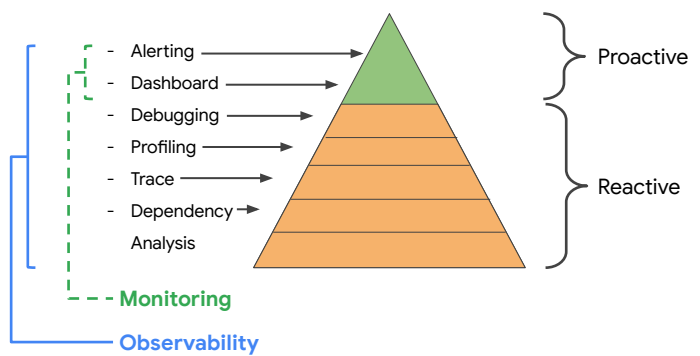 - Alerting
- Dashboard
- Debugging
- Profiling
- Trace
- Dependency
Analysis
Proactive
Reactive
Monitoring
Observability